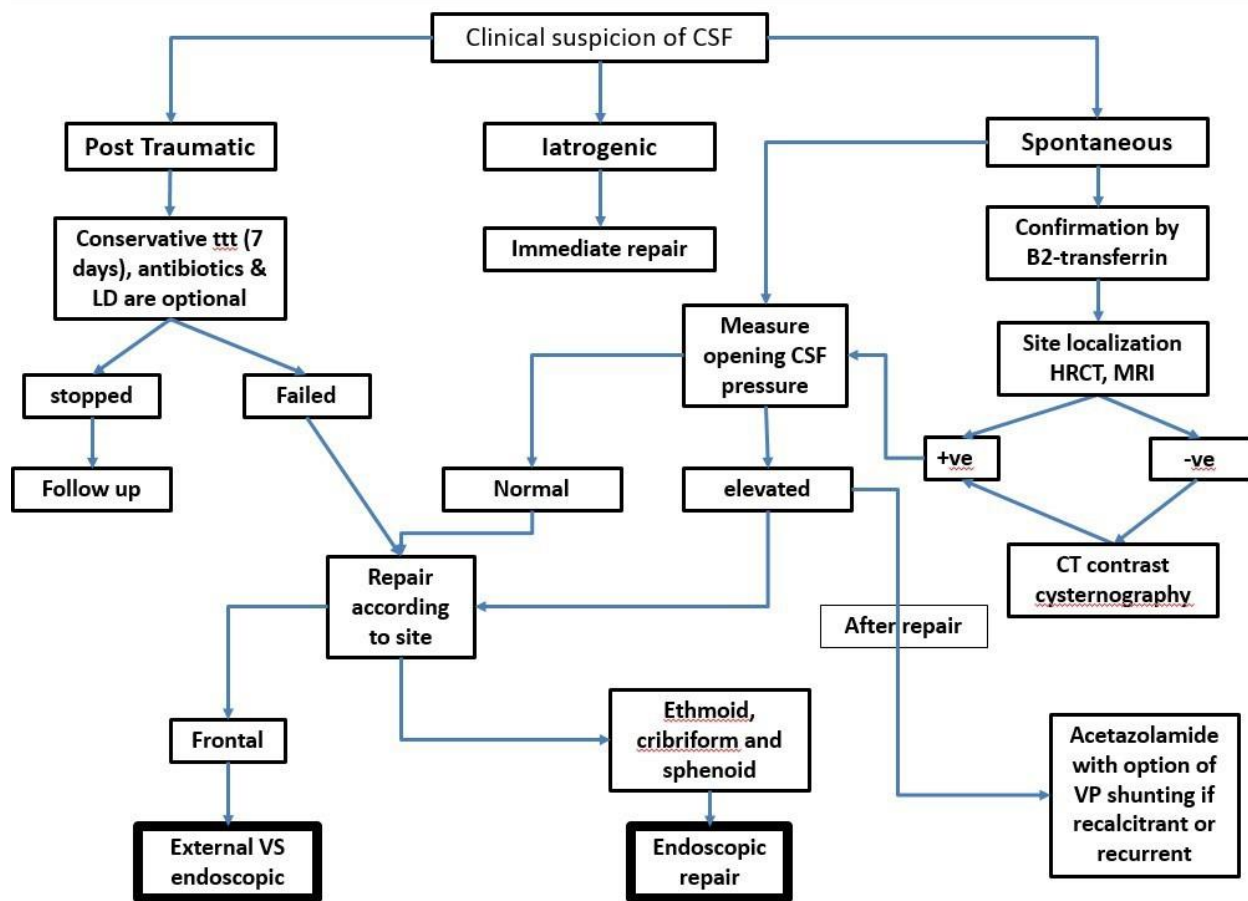 Clinical suspicion of CSF
Post Traumatic
Iatrogenic
Spontaneous
Conservative ttt (7
days), antibiotics &
LD are optional
Immediate repair
Confirmation by
B2-transferrin
Measure
opening CSF
pressure
Site localization
HRCT, MRI
stopped
Failed
+ve
-ve
Follow up
Normal
elevated
CT contrast
cysternography
Repair
according
to site
After repair
Frontal
Ethmoid,
cribriform and
sphenoid
Acetazolamide
with option of
VP shunting if
recalcitrant or
recurrent
External VS
endoscopic
Endoscopic
repair